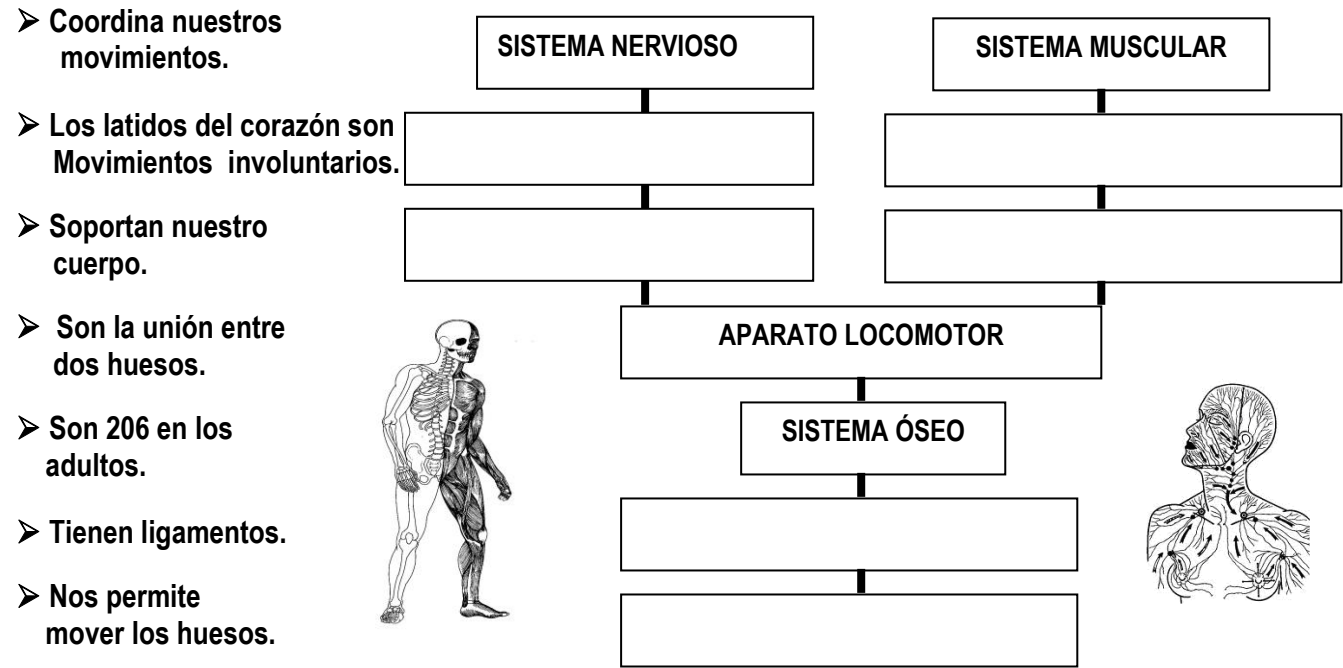 ➢ Coordina nuestros
movimientos.
➢ Los latidos del corazón son
Movimientos involuntarios.
➢ Soportan nuestro
cuerpo.
➢ Son la unión entre
dos huesos.
➢ Son 206 en los
adultos.
➢ Tienen ligamentos.
➢ Nos permite
mover los huesos.
SISTEMA NERVIOSO
SISTEMA MUSCULAR
APARATO LOCOMOTOR
SISTEMA ÓSEO